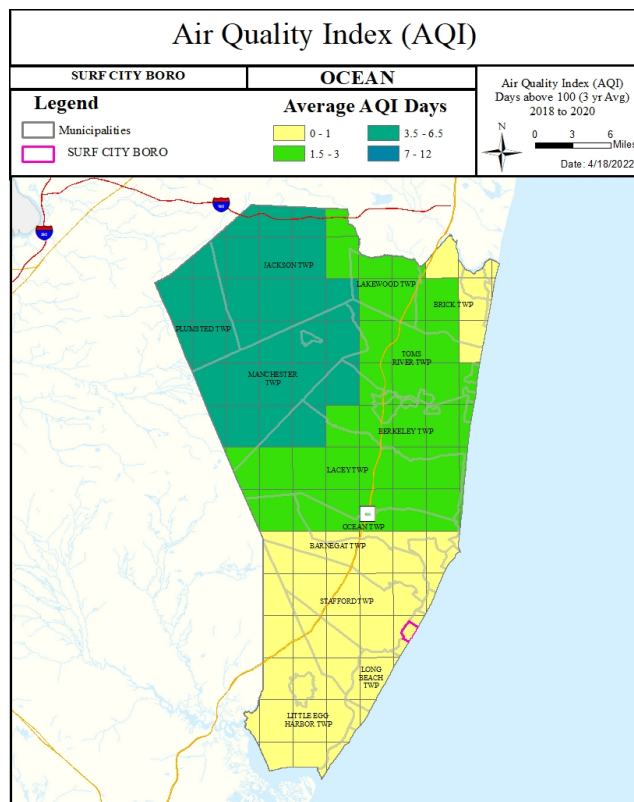 Air Quality Index (AQI)
SURF CITY BORO
OCEAN
Legend
Municipalities
SURF CITY BORO
Average AQI Days
0 - 1
3.5 - 6.5
1.5 - 3
7 - 12
Air Quality Index (AQI)
Days above 100 (3 yr Avg)
2018 to 2020
N
0 3 6
Miles
Date: 4/18/2022
JACKSON TWP
LAKEWOOD TWP
BRICK TWP
PLUMSTED TWP
TOMS
RIVER TWP
MANCHESTER
TWP
BERKELEY TWP
LACEY TWP
OCEAN TWP
BARNEGAT TWP
STAFFORD TWP
LONG
BEACH
TWP
LITTLE EGG
HARBOR TWP